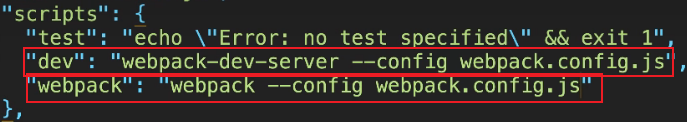 "scripts": {
"test": "echo \"Error: no test specified\" && exit 1",
"dev": "webpack-dev-server --config webpack.config.js",
"webpack": "webpack --config webpack.config.js"
},